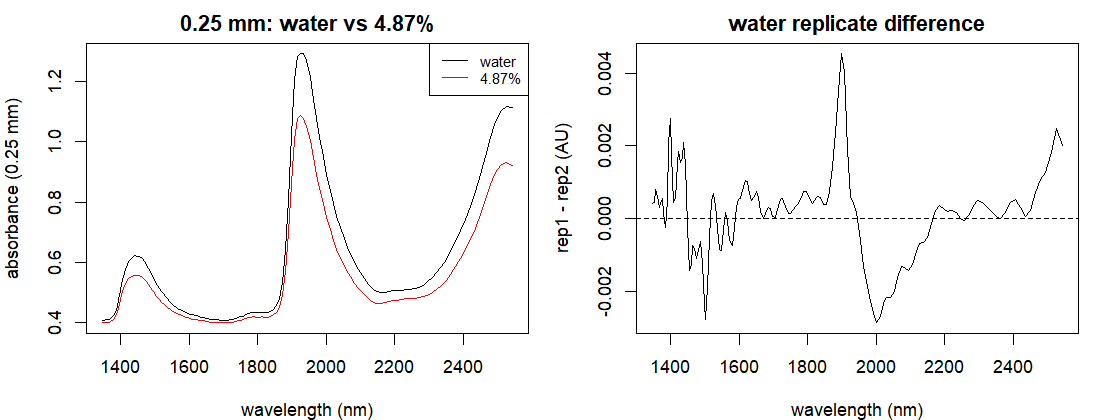 0.25 mm: water vs 4.87%
absorbance (0.25 mm)
0.4 0.6 0.8 1.0 1.2
water
4.87%
1400 1600 1800 2000 2200 2400
wavelength (nm)
water replicate difference
rep1 - rep2 (AU)
-0.002 0.000 0.002 0.004
1400 1600 1800 2000 2200 2400
wavelength (nm)